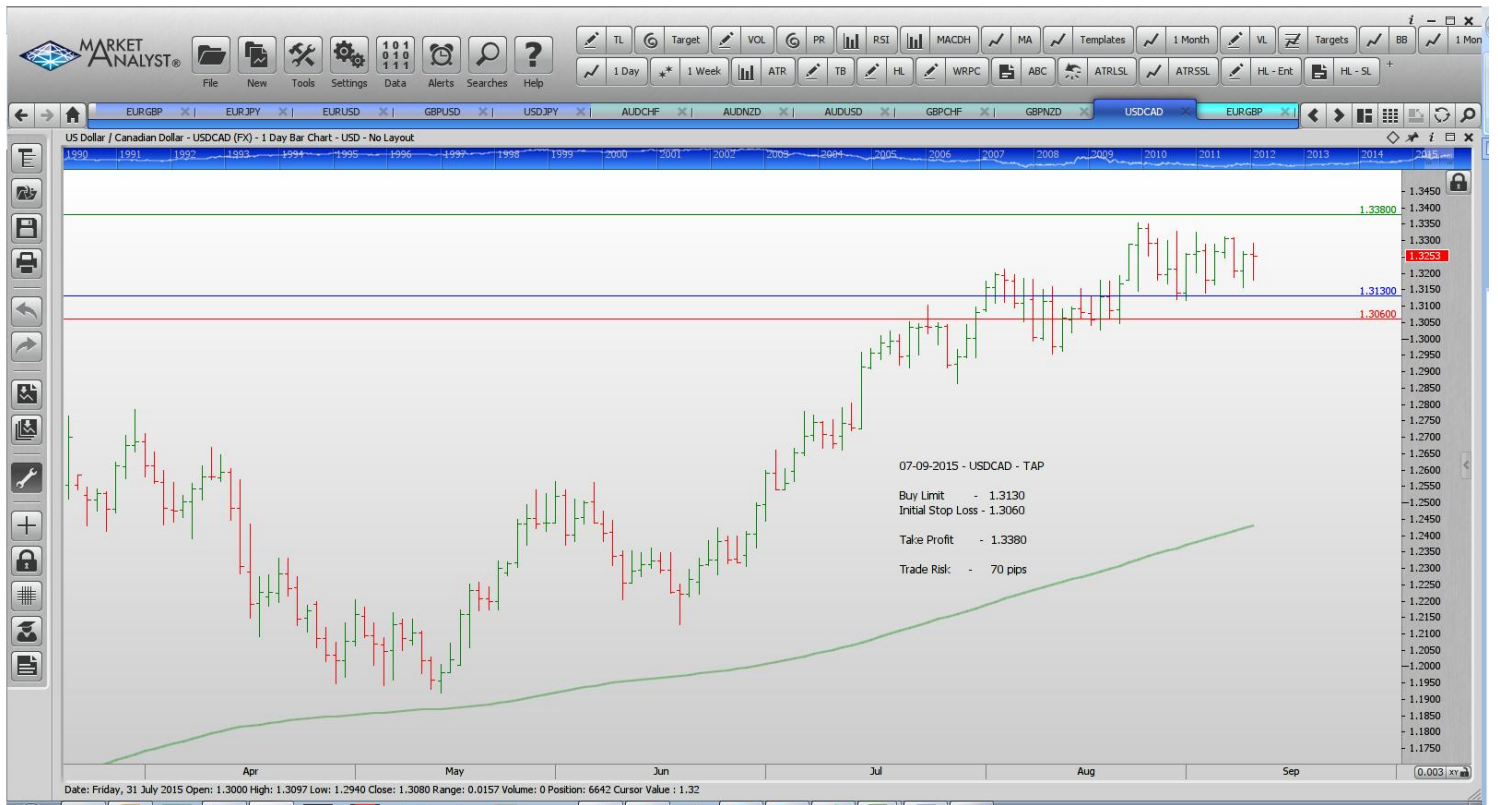 MARKET
ANALYST®
File New Tools Settings Data Alerts Searches Help
TL Target VOL PR RSI MACDH MA Templates 1 Month VL Targets BB 1 Mon
1 Day 1 Week ATR TB HL WRPC ABC ATRLSL ATRSSL HL - Ent HL - SL +
EURGBP EURJPY EURUSD GBPUSD USDJPY AUDCHF AUDNZD AUDUSD GBPCHF GBPNZD USDCAD EURGBP
US Dollar / Canadian Dollar - USDCAD (FX) - 1 Day Bar Chart - USD - No Layout
1990 1991 1992 1993 1994 1995 1996 1997 1998 1999 2000 2001 2002 2003 2004 2005 2006 2007 2008 2009 2010 2011 2012 2013 2014 2015
1.3450
1.33800
1.3400
1.3350
1.3300
1.3253
1.3200
1.31300
1.3150
1.3100
1.30600
1.3050
1.3000
1.2950
1.2900
1.2850
1.2800
1.2750
1.2700
1.2650
1.2600
1.2550
1.2500
1.2450
1.2400
1.2350
1.2300
1.2250
1.2200
1.2150
1.2100
1.2050
1.2000
1.1950
1.1900
1.1850
1.1800
1.1750
07-09-2015 - USDCAD - TAP
Buy Limit - 1.3130
Initial Stop Loss - 1.3060
Take Profit - 1.3380
Trade Risk - 70 pips
Apr May Jun Jul Aug Sep
0.003 XY
Date: Friday, 31 July 2015 Open: 1.3000 High: 1.3097 Low: 1.2940 Close: 1.3080 Range: 0.0157 Volume: 0 Position: 6642 Cursor Value : 1.32